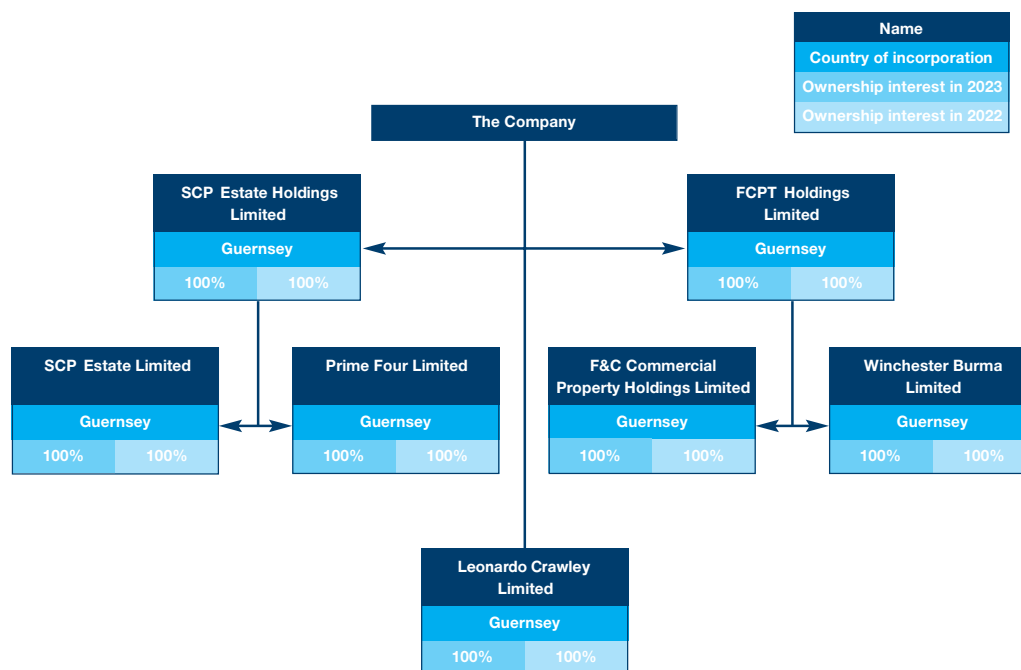 Name
Country of incorporation
Ownership interest in 2023
Ownership interest in 2022
The Company
SCP Estate Holdings
Limited
Guernsey
100% 100%
FCPT Holdings
Limited
Guernsey
100% 100%
SCP Estate Limited
Guernsey
100% 100%
Prime Four Limited
Guernsey
100% 100%
F&C Commercial
Property Holdings Limited
Guernsey
100% 100%
Winchester Burma
Limited
Guernsey
100% 100%
Leonardo Crawley
Limited
Guernsey
100% 100%